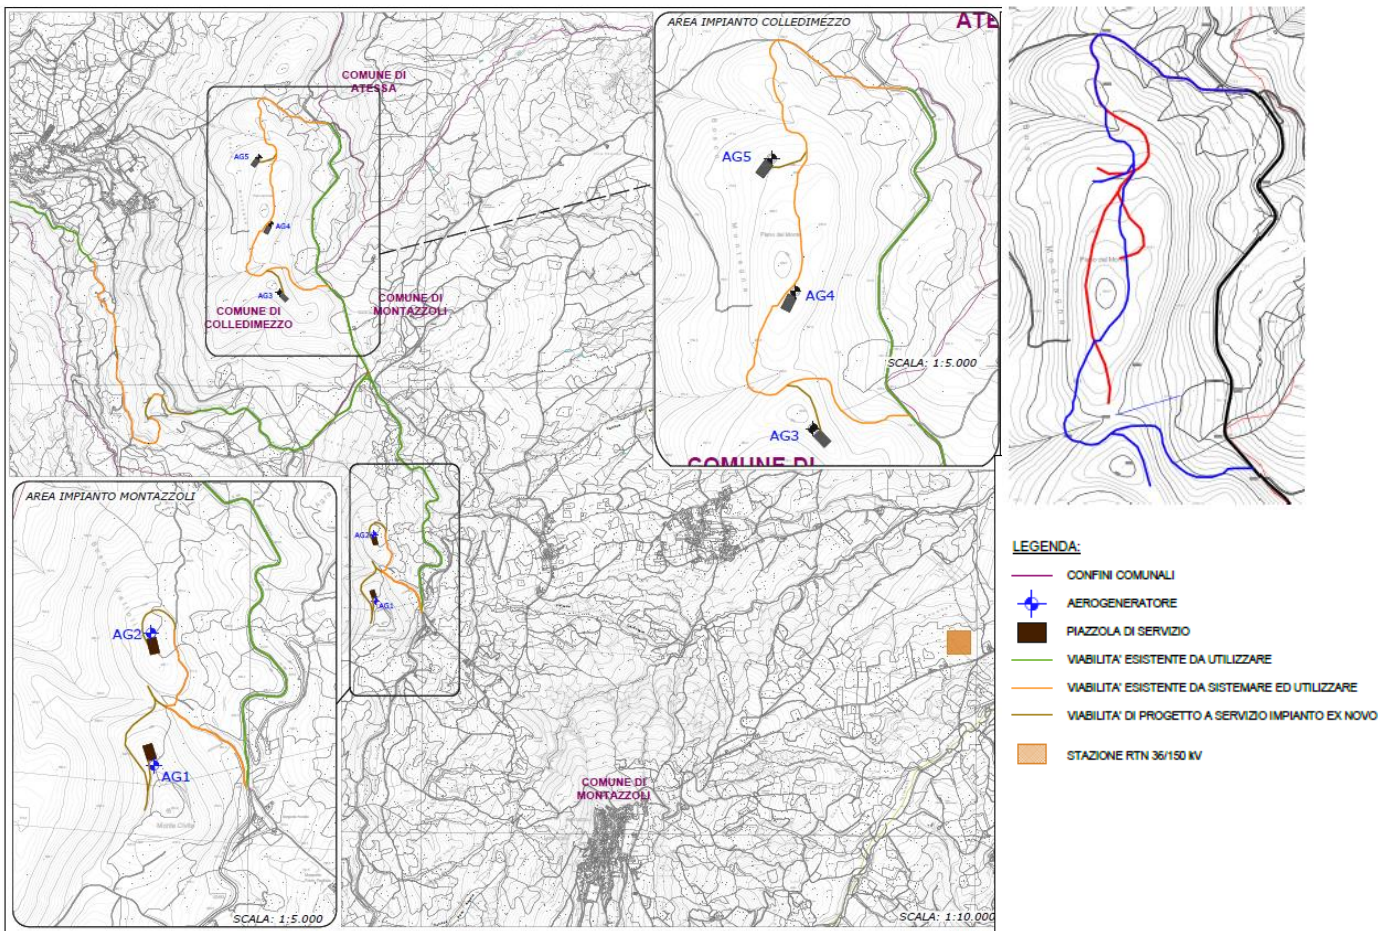 AREA IMPIANTO COLLEDIMEZZO
ATE
COMUNE DI
ATESSA
AG5
AG4
AG3
COMUNE DI
COLLEDIMEZZO
COMUNE DI
MONTAZZOLI
AG5
AG4
SCALA: 1:5.000
AG3
COMUNE DI
AREA IMPIANTO MONTAZZOLI
AG2
AG1
SCALA: 1:5.000
AG2
AG1
COMUNE DI
MONTAZZOLI
SCALA: 1:10.000
LEGENDA:
CONFINI COMUNALI
AEROGENERATORE
PIAZZOLA DI SERVIZIO
VIABILITA' ESISTENTE DA UTILIZZARE
VIABILITA' ESISTENTE DA SISTEMARE ED UTILIZZARE
VIABILITA' DI PROGETTO A SERVIZIO IMPIANTO EX NOVO
STAZIONE RTN 36/150 kV